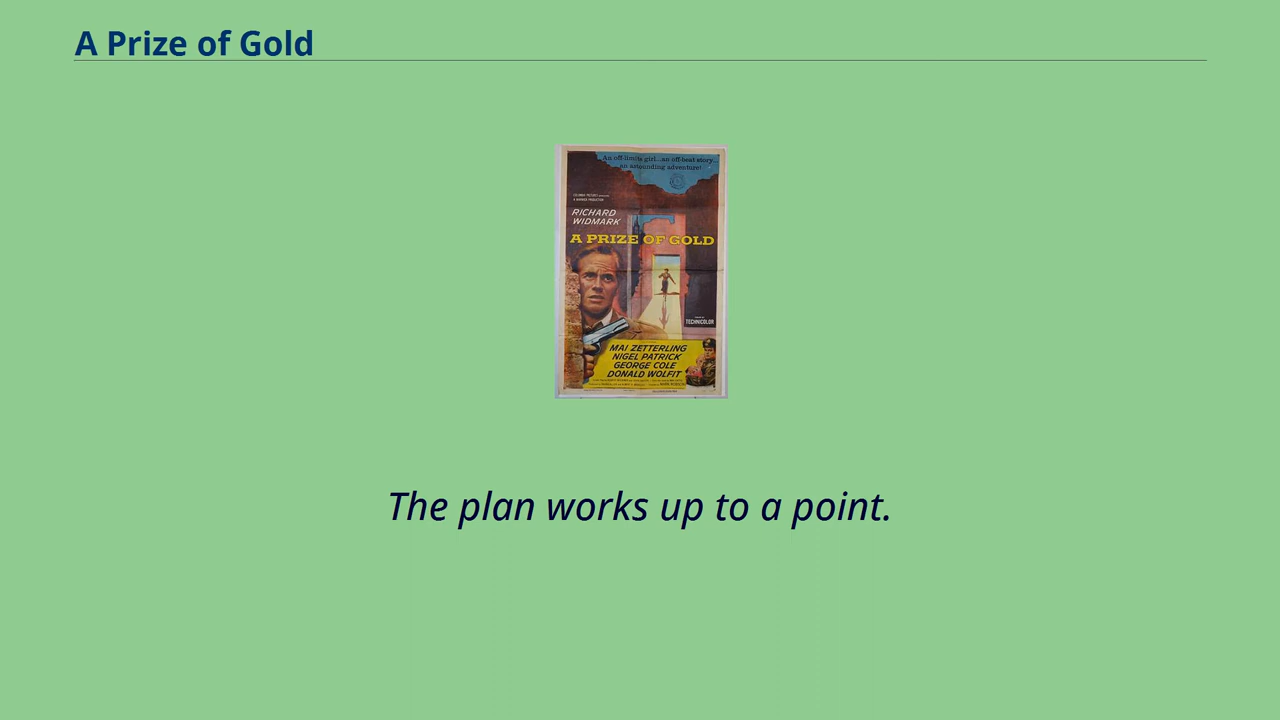 A Prize of Gold
An off-limits girl...an off-beat story...
an astounding adventure!
RICHARD
WIDMARK
A PRIZE OF GOLD
TECHNICOLOR
MAI ZETTERLING
NIGEL PATRICK
GEORGE COLE
DONALD WOLFIT
The plan works up to a point.